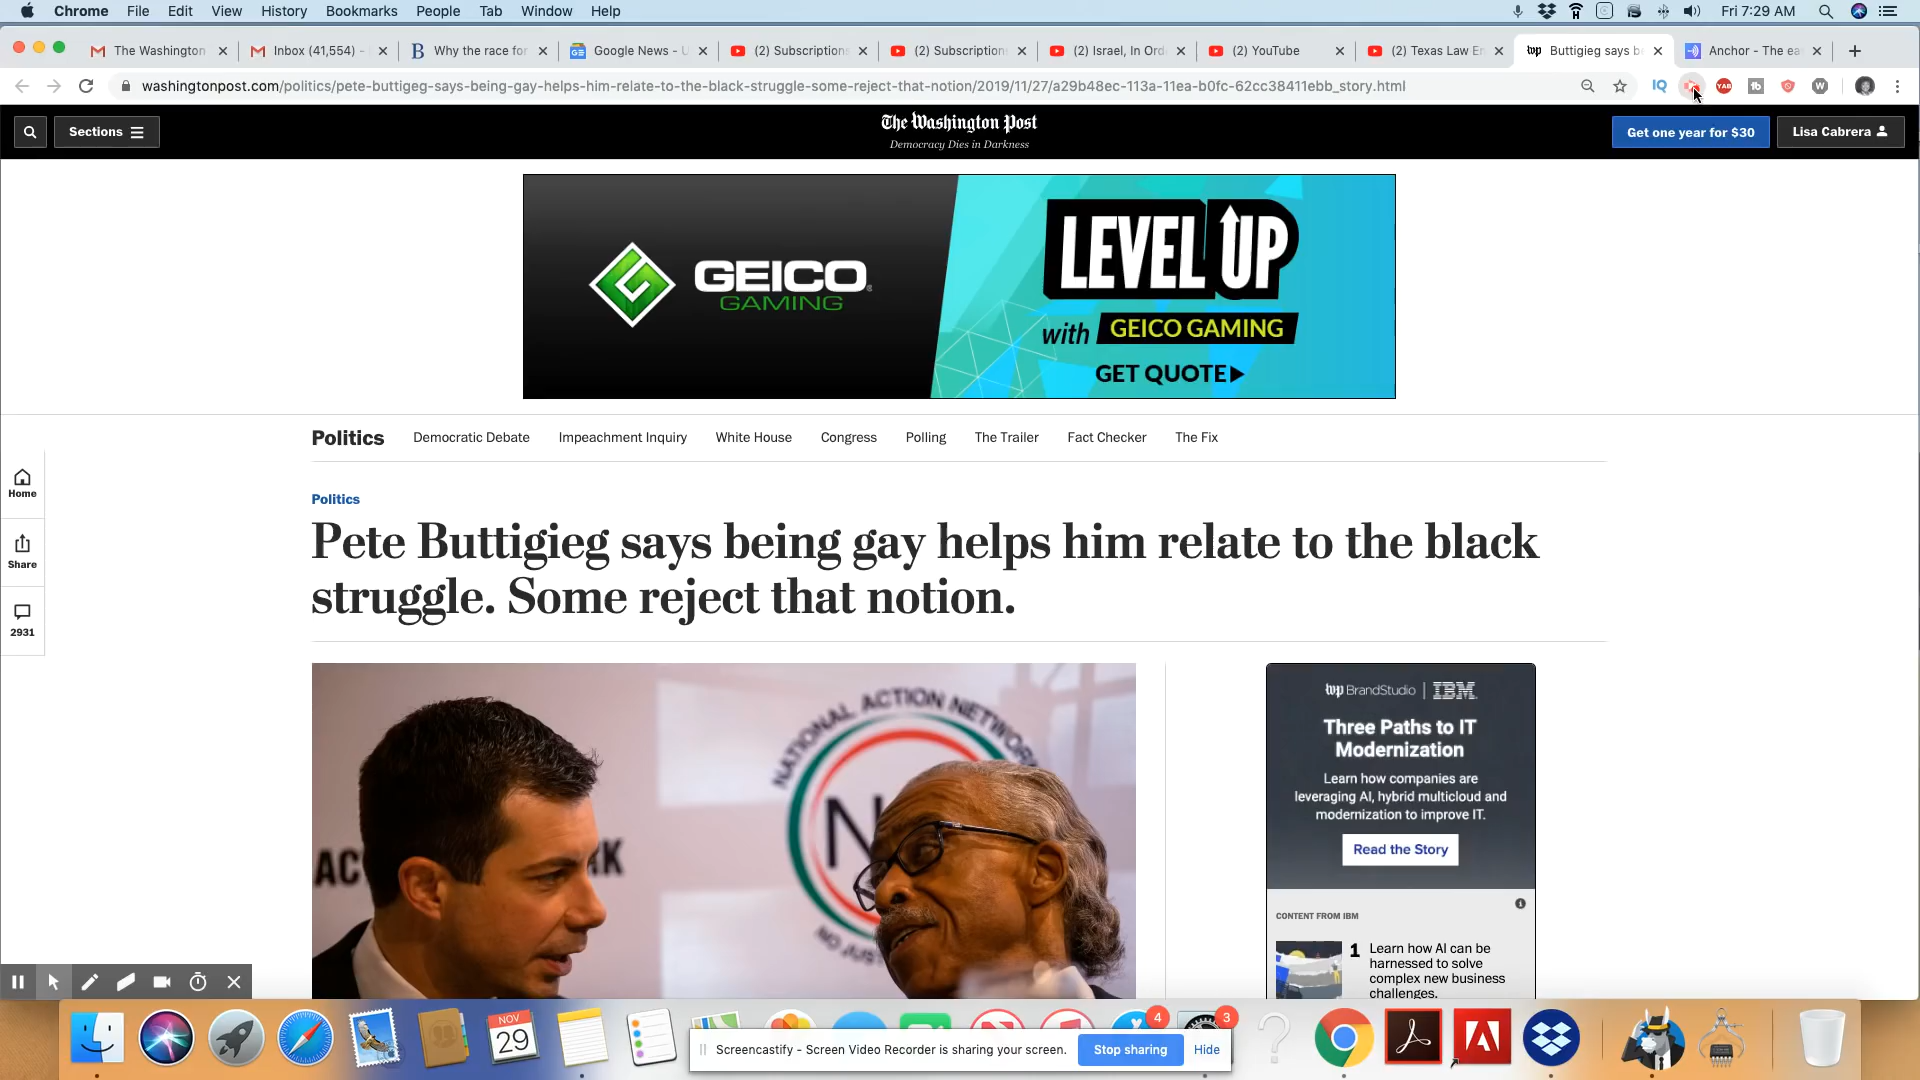 Chrome File Edit View History Bookmarks People Tab Window Help Fri 7:29 AM
The Washington Inbox (41,554) - Why the race for Google News - U (2) Subscription (2) Subscription (2) Israel, In Ord (2) YouTube (2) Texas Law En Buttigieg says b Anchor - The ea
washingtonpost.com/politics/pete-buttigeg-says-being-gay-helps-him-relate-to-the-black-struggle-some-reject-that-notion/2019/11/27/a29b48ec-113a-11ea-b0fc-62cc38411ebb_story.html
Sections
The Washington Post
Democracy Dies in Darkness
Get one year for $30
Lisa Cabrera
GEICO
GAMING
LEVEL UP
with GEICO GAMING
GET QUOTE
Politics Democratic Debate Impeachment Inquiry White House Congress Polling The Trailer Fact Checker The Fix
Home
Share
2931
Politics
Pete Buttigieg says being gay helps him relate to the black
struggle. Some reject that notion.
NATIONAL ACTION NETWORK
wp BrandStudio | IBM
Three Paths to IT
Modernization
Learn how companies are
leveraging AI, hybrid multicloud and
modernization to improve IT.
Read the Story
CONTENT FROM IBM
1 Learn how AI can be
harnessed to solve
complex new business
challenges.
NOV
29
4
3
Screencastify - Screen Video Recorder is sharing your screen.
Stop sharing
Hide